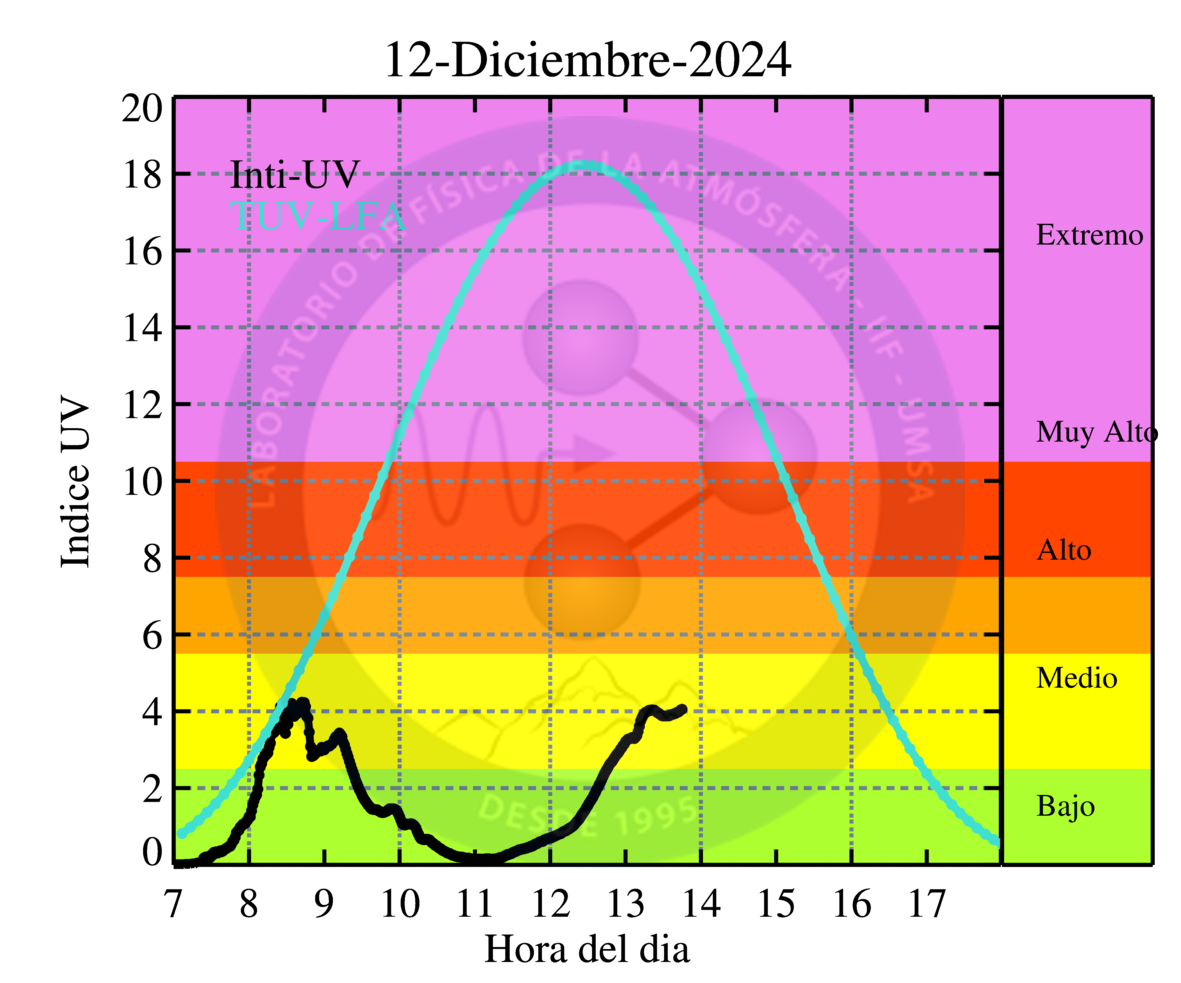 12-Diciembre-2024
20
18
16
14
12
10
8
6
4
2
0
Indice UV
Inti-UV
TUV-LFA
LABORATORIO DE FÍSICA DE LA ATMÓSFERA - IIF - UMSA
DESDE 1995
Extremo
Muy Alto
Alto
Medio
Bajo
7 8 9 10 11 12 13 14 15 16 17
Hora del dia